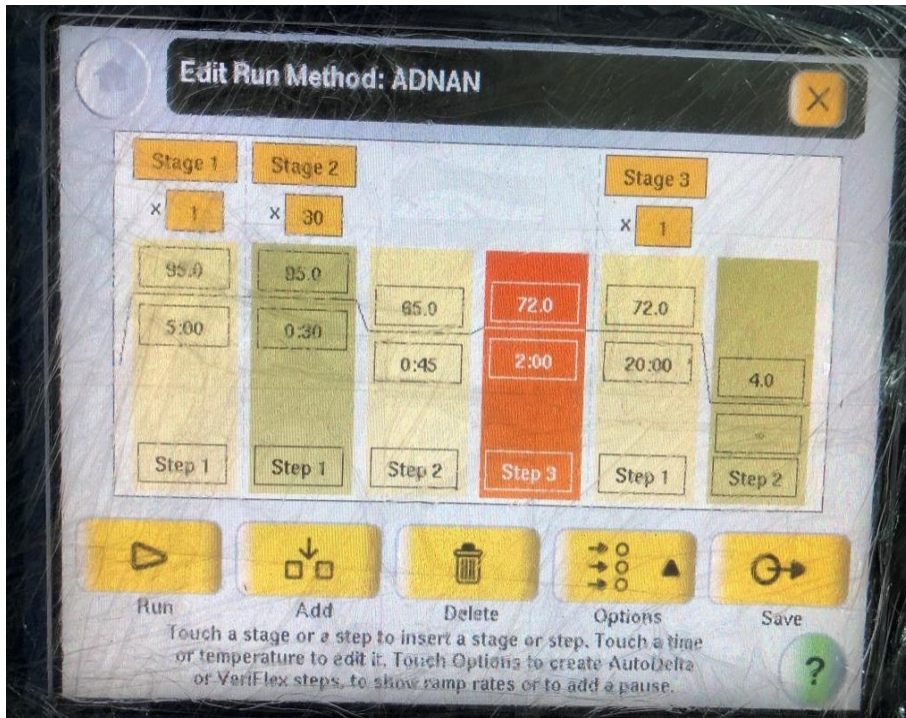 Edit Run Method: ADNAN
Stage 1
Stage 2
Stage 3
x 1
x 30
x 1
95.0
95.0
65.0
72.0
72.0
4.0
5:00
0:30
0:45
2:00
20:00
∞
Step 1
Step 1
Step 2
Step 3
Step 1
Step 2
Run
Add
Delete
Options
Save
Touch a stage or a step to insert a stage or step. Touch a time
or temperature to edit it. Touch Options to create AutoDelta
or VeriFlex steps, to show ramp rates or to add a pause.
?